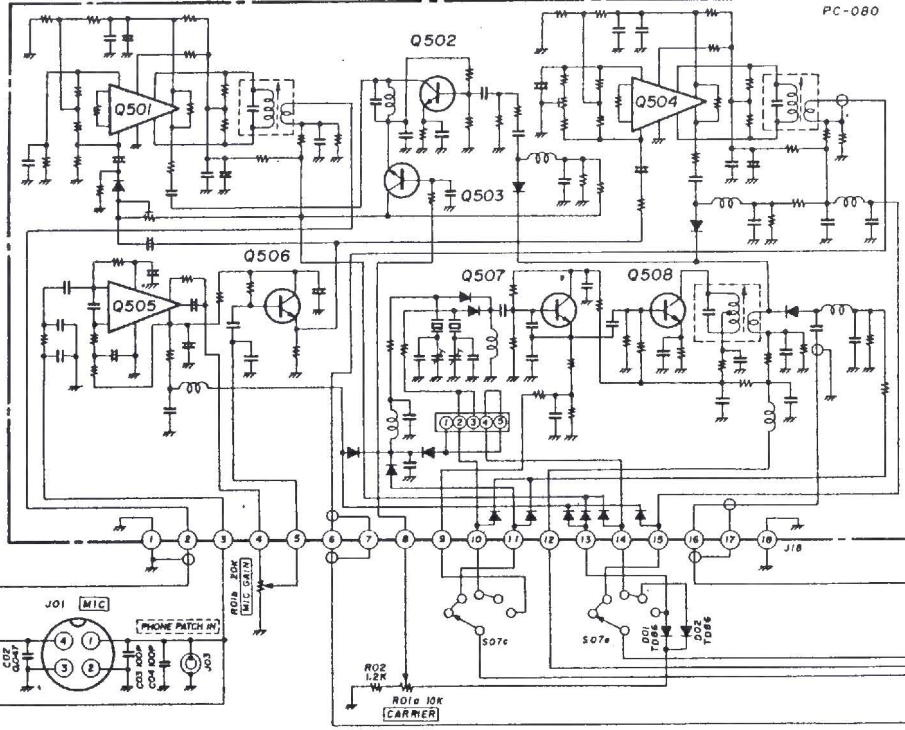 PC-080
Q501
Q502
Q503
Q504
Q505
Q506
Q507
Q508
1 2 3 4 5
1 2 3 4 5 6 7 8 9 10 11 12 13 14 15 16 17 18
J18
R01b 20K
MIC GAIN
J01 MIC
PHONE PATCH IN
4 1
3 2
C02
0.047
C03 100P
C04 100P
J03
S07c
S07e
D01
TD86
D02
TD86
R02
1.2K
R01a 10K
CARRIER